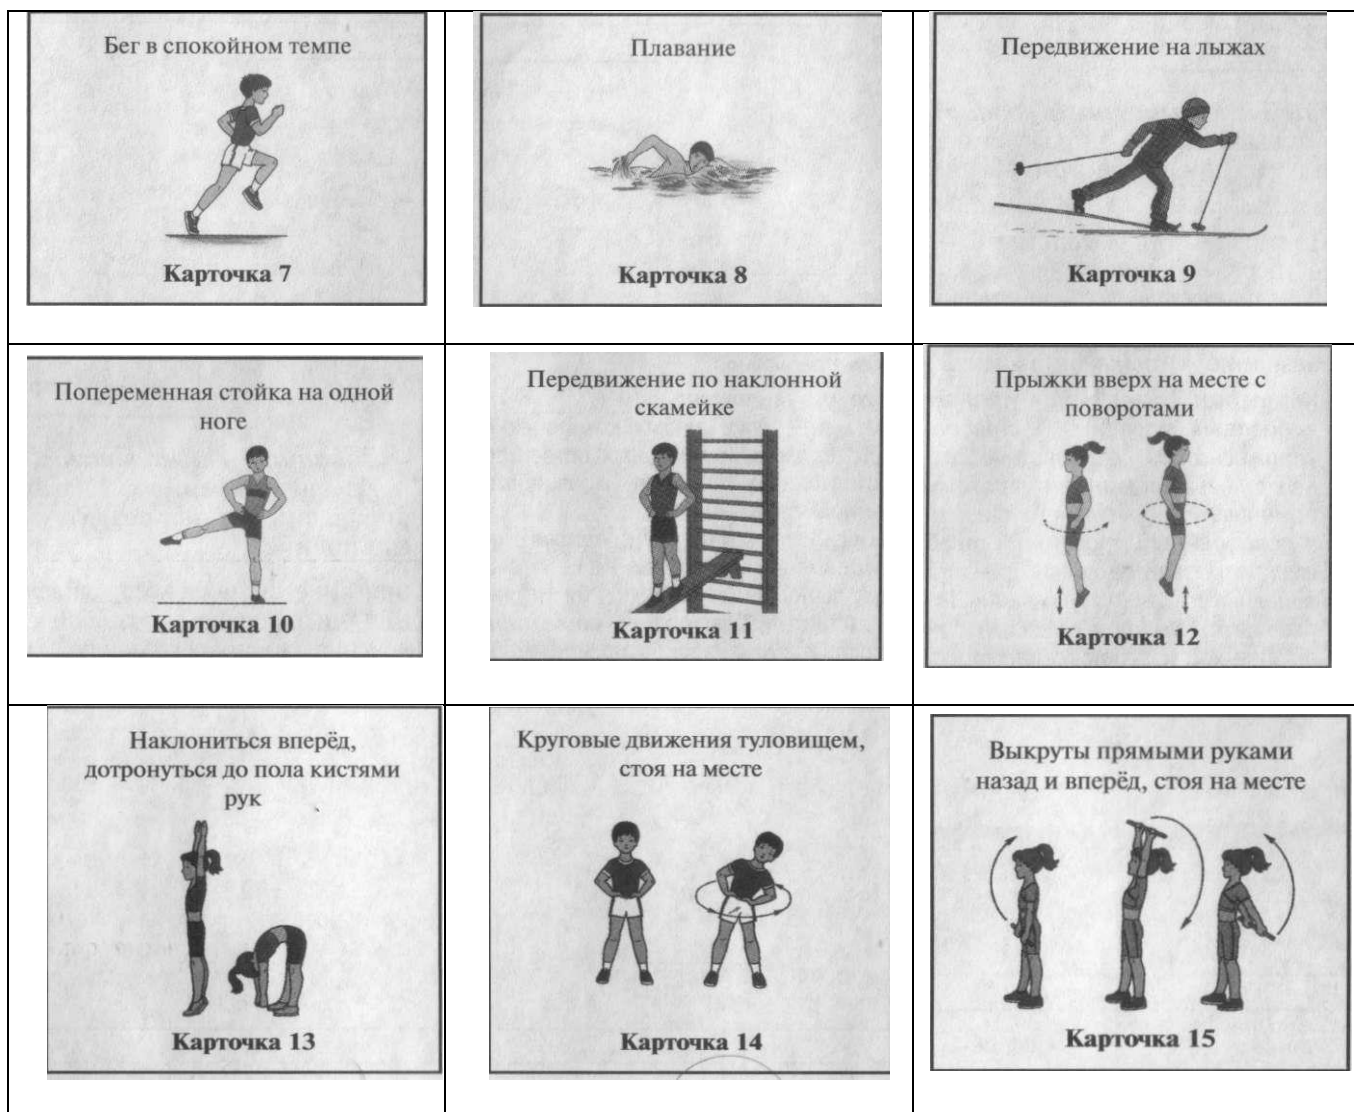 Бег в спокойном темпе
Карточка 7
Плавание
Карточка 8
Передвижение на лыжах
Карточка 9
Попеременная стойка на одной
ноге
Карточка 10
Передвижение по наклонной
скамейке
Карточка 11
Прыжки вверх на месте с
поворотами
Карточка 12
Наклониться вперёд,
дотронуться до пола кистями
рук
Карточка 13
Круговые движения туловищем,
стоя на месте
Карточка 14
Выкруты прямыми руками
назад и вперёд, стоя на месте
Карточка 15